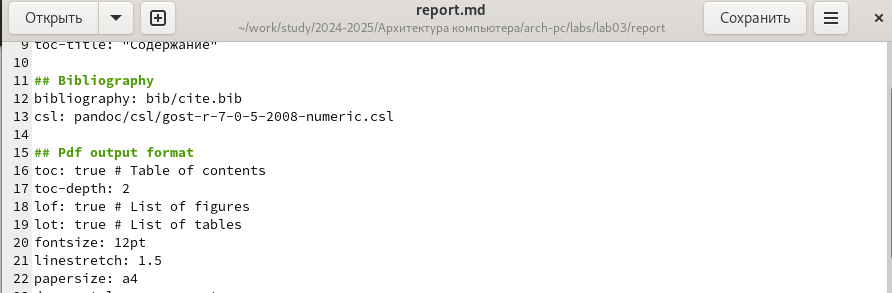 Открыть
report.md
~/work/study/2024-2025/Архитектура компьютера/arch-pc/labs/lab03/report
Сохранить
9 toc-title: "Содержание"
10
11 ## Bibliography
12 bibliography: bib/cite.bib
13 csl: pandoc/csl/gost-r-7-0-5-2008-numeric.csl
14
15 ## Pdf output format
16 toc: true # Table of contents
17 toc-depth: 2
18 lof: true # List of figures
19 lot: true # List of tables
20 fontsize: 12pt
21 linestretch: 1.5
22 papersize: a4